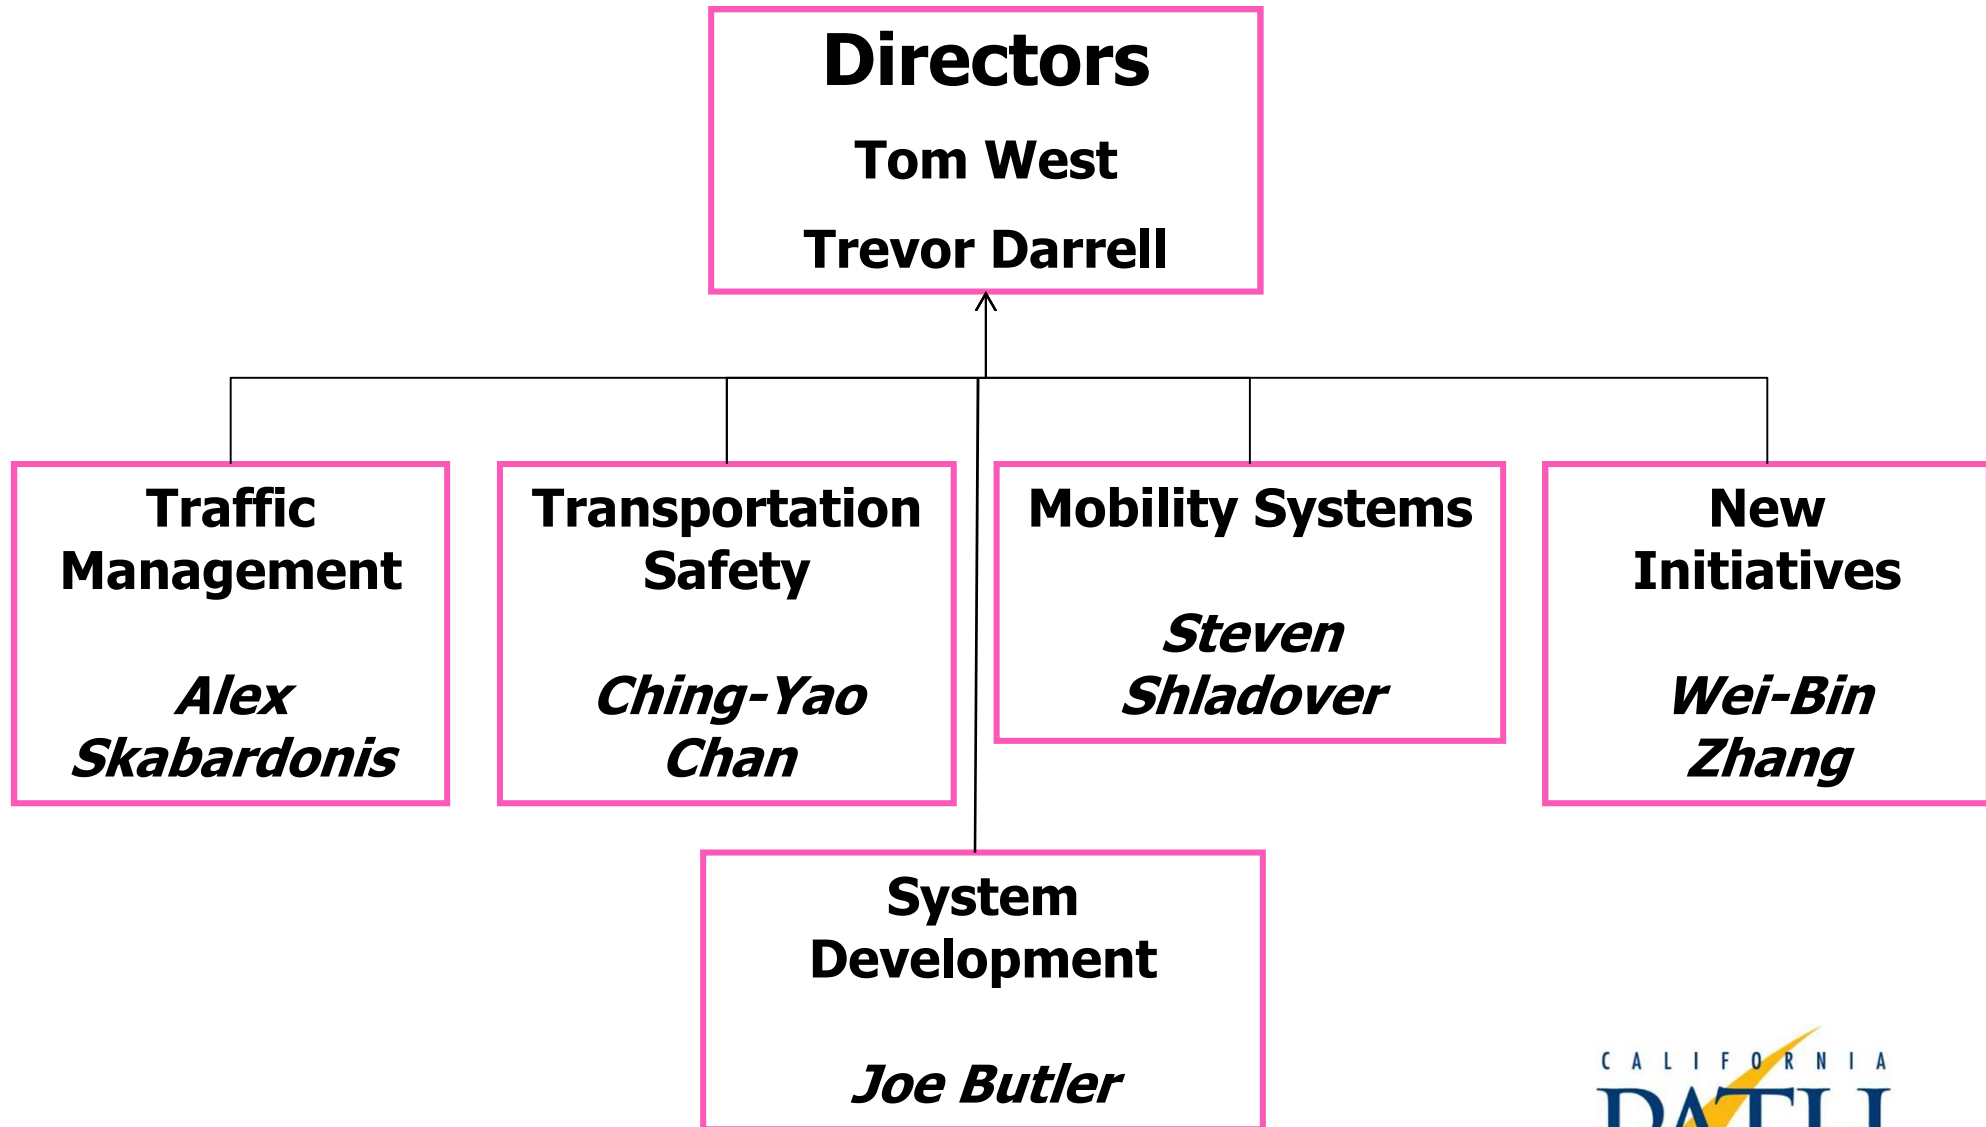 Directors
Tom West
Trevor Darrell
Traffic
Management
Alex
Skabardonis
Transportation
Safety
Ching-Yao
Chan
Mobility Systems
Steven
Shladover
New
Initiatives
Wei-Bin
Zhang
System
Development
Joe Butler
CALIFORNIA
PATH